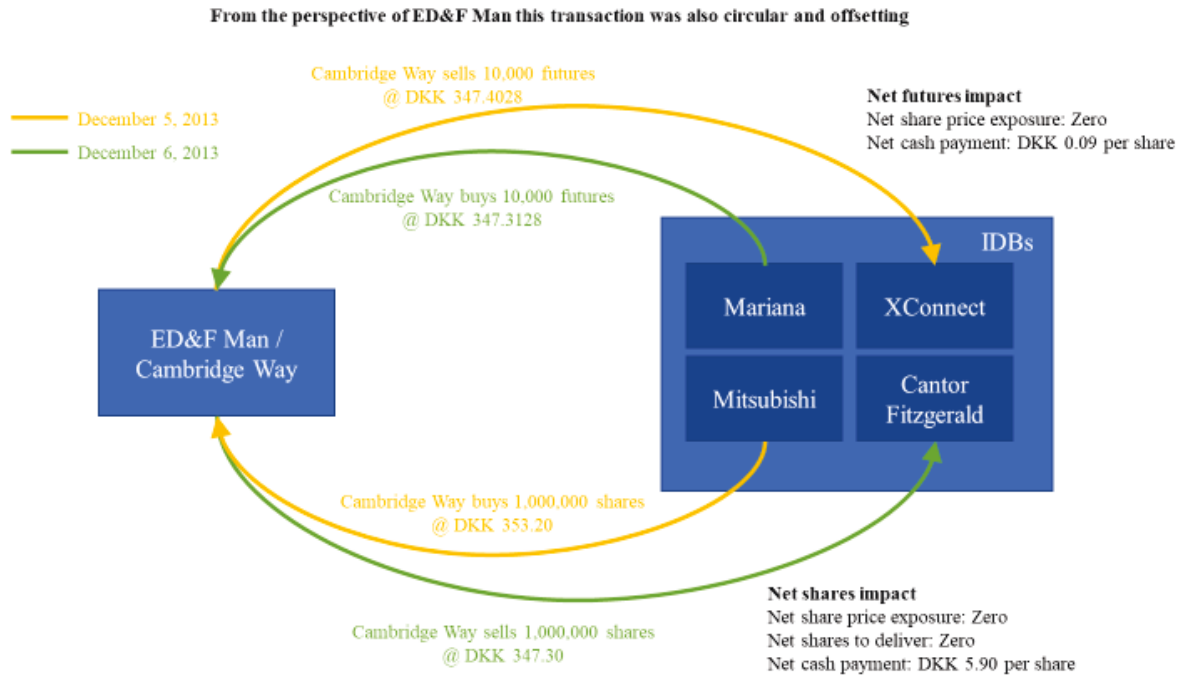 From the perspective of ED&F Man this transaction was also circular and offsetting
Cambridge Way sells 10,000 futures
@ DKK 347.4028
Net futures impact
Net share price exposure: Zero
Net cash payment: DKK 0.09 per share
December 5, 2013
December 6, 2013
Cambridge Way buys 10,000 futures
@ DKK 347.3128
IDBs
Mariana
XConnect
ED&F Man /
Cambridge Way
Mitsubishi
Cantor
Fitzgerald
Cambridge Way buys 1,000,000 shares
@ DKK 353.20
Net shares impact
Net share price exposure: Zero
Net shares to deliver: Zero
Net cash payment: DKK 5.90 per share
Cambridge Way sells 1,000,000 shares
@ DKK 347.30